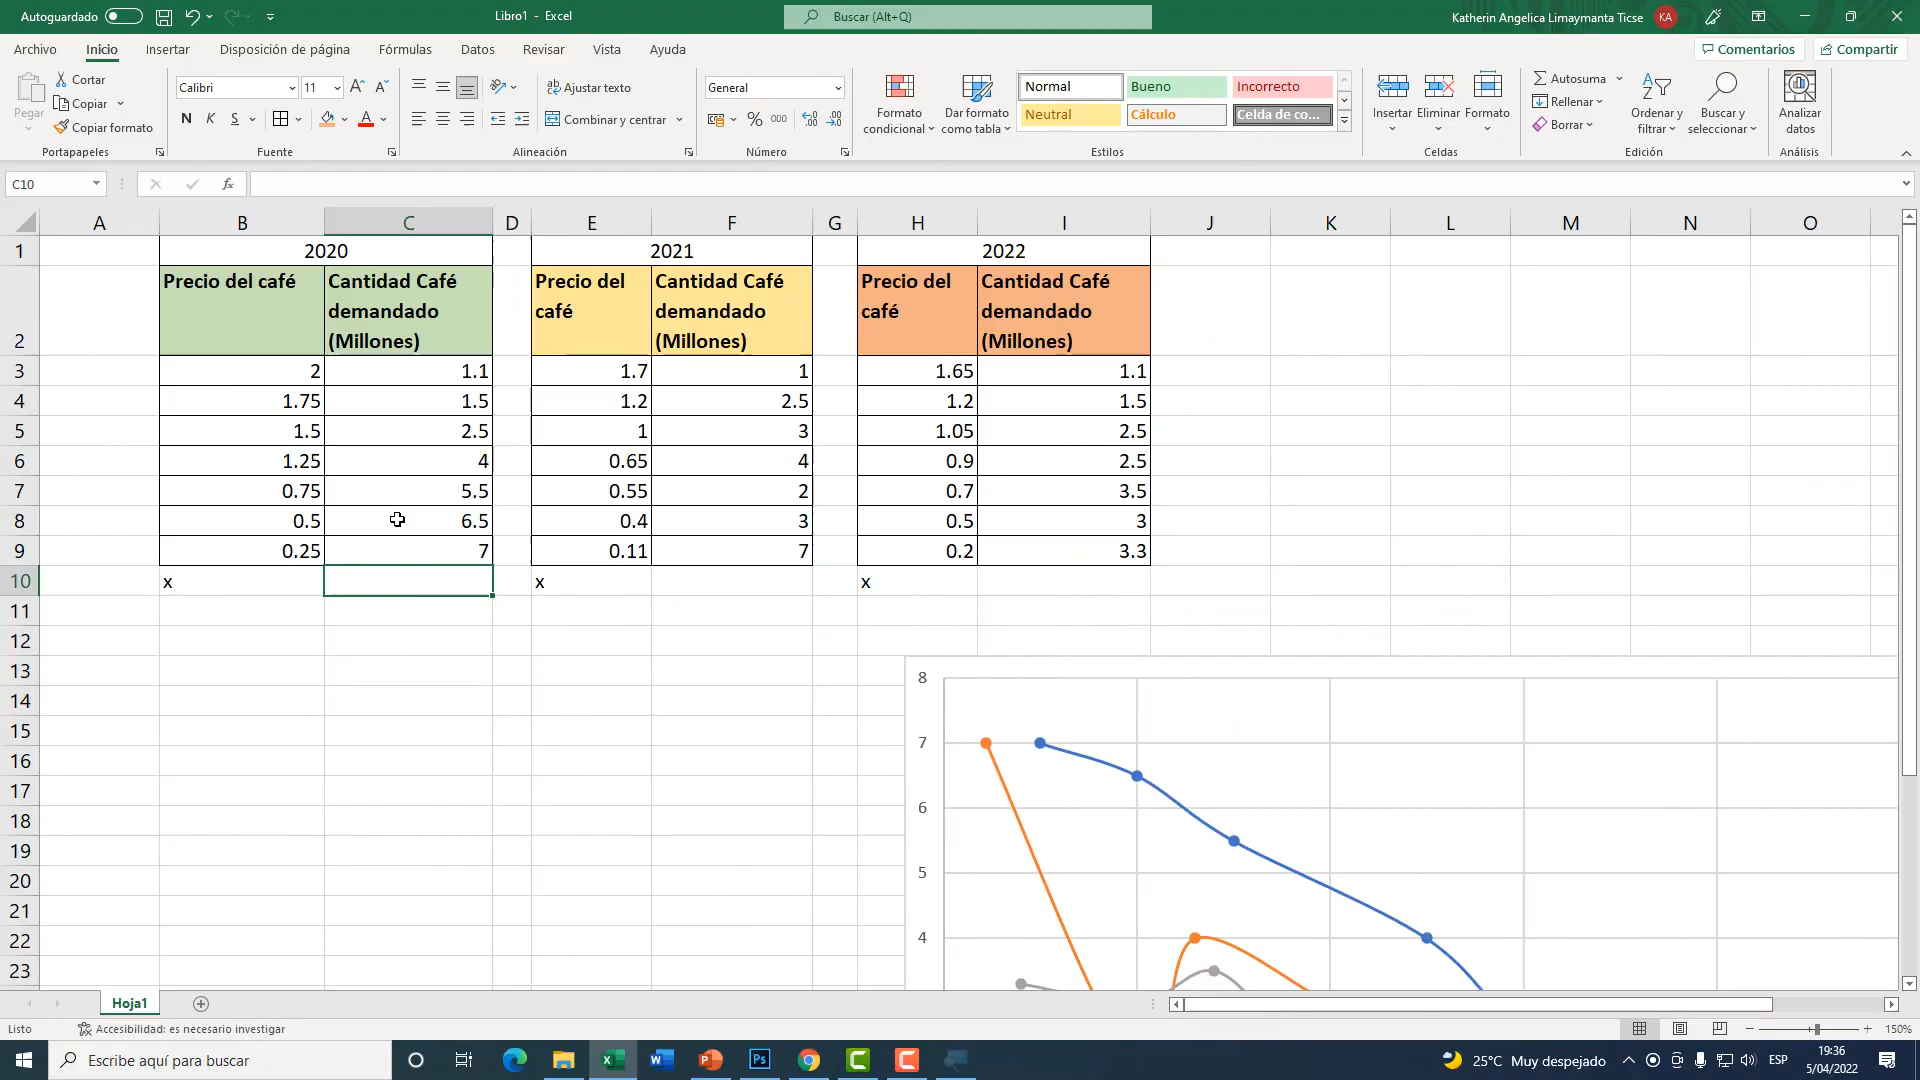 Autoguardado
Libro1 - Excel
Buscar (Alt+Q)
Katherin Angelica Limaymanta Ticse KA
Archivo Inicio Insertar Disposición de página Fórmulas Datos Revisar Vista Ayuda
Comentarios Compartir
Pegar
Cortar
Copiar
Copiar formato
Portapapeles
Calibri 11
N K S
Fuente
Ajustar texto
Combinar y centrar
Alineación
General
Número
Formato condicional
Dar formato como tabla
Normal Bueno Incorrecto
Neutral Cálculo Celda de co...
Estilos
Insertar Eliminar Formato
Celdas
Autosuma
Rellenar
Borrar
Ordenar y filtrar
Buscar y seleccionar
Edición
Analizar datos
Análisis
C10 fx
A B C D E F G H I J K L M N O
1 2020 2021 2022
2 Precio del café Cantidad Café demandado (Millones) Precio del café Cantidad Café demandado (Millones) Precio del café Cantidad Café demandado (Millones)
3 2 1.1 1.7 1 1.65 1.1
4 1.75 1.5 1.2 2.5 1.2 1.5
5 1.5 2.5 1 3 1.05 2.5
6 1.25 4 0.65 4 0.9 2.5
7 0.75 5.5 0.55 2 0.7 3.5
8 0.5 6.5 0.4 3 0.5 3
9 0.25 7 0.11 7 0.2 3.3
10 x x x
11
12
13
14
15
16
17
18
19
20
21
22
23
8
7
6
5
4
Hoja1
Listo Accesibilidad: es necesario investigar 150%
Escribe aquí para buscar
25°C Muy despejado ESP
19:36
5/04/2022